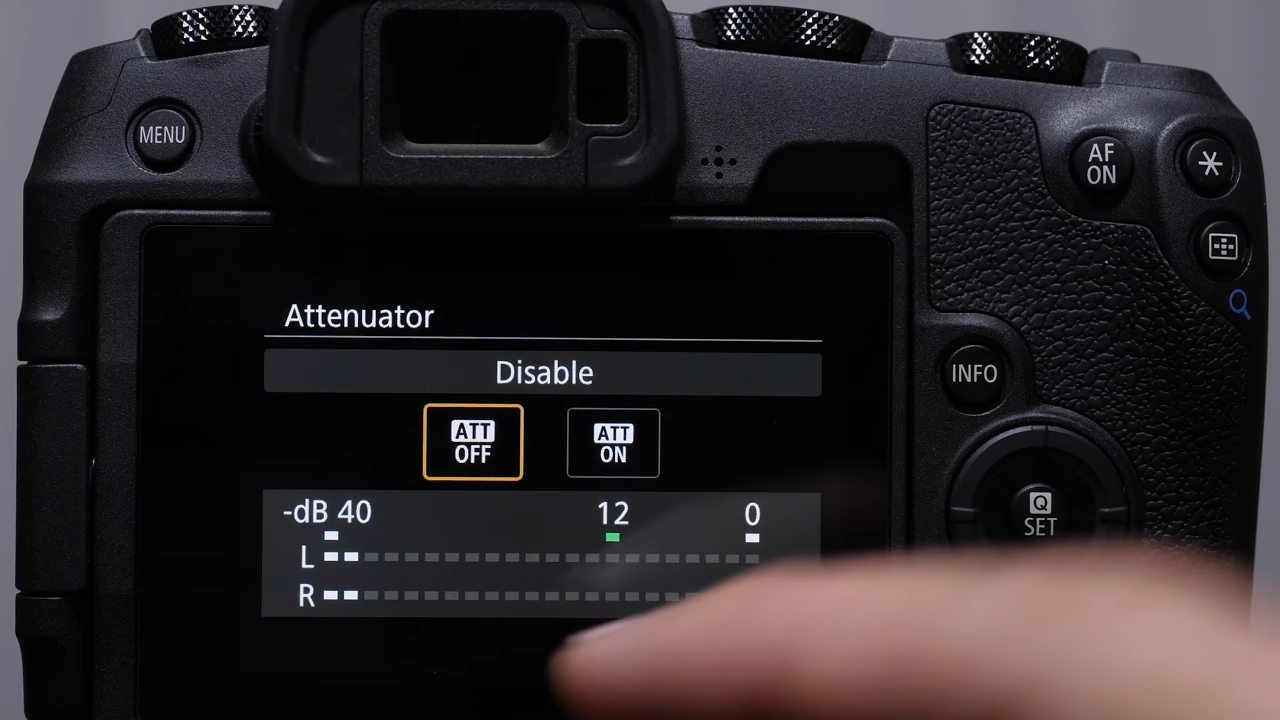 MENU
AF
ON
Attenuator
Disable
ATT
OFF
ATT
ON
INFO
-dB 40 12 0
Q
SET
L
R